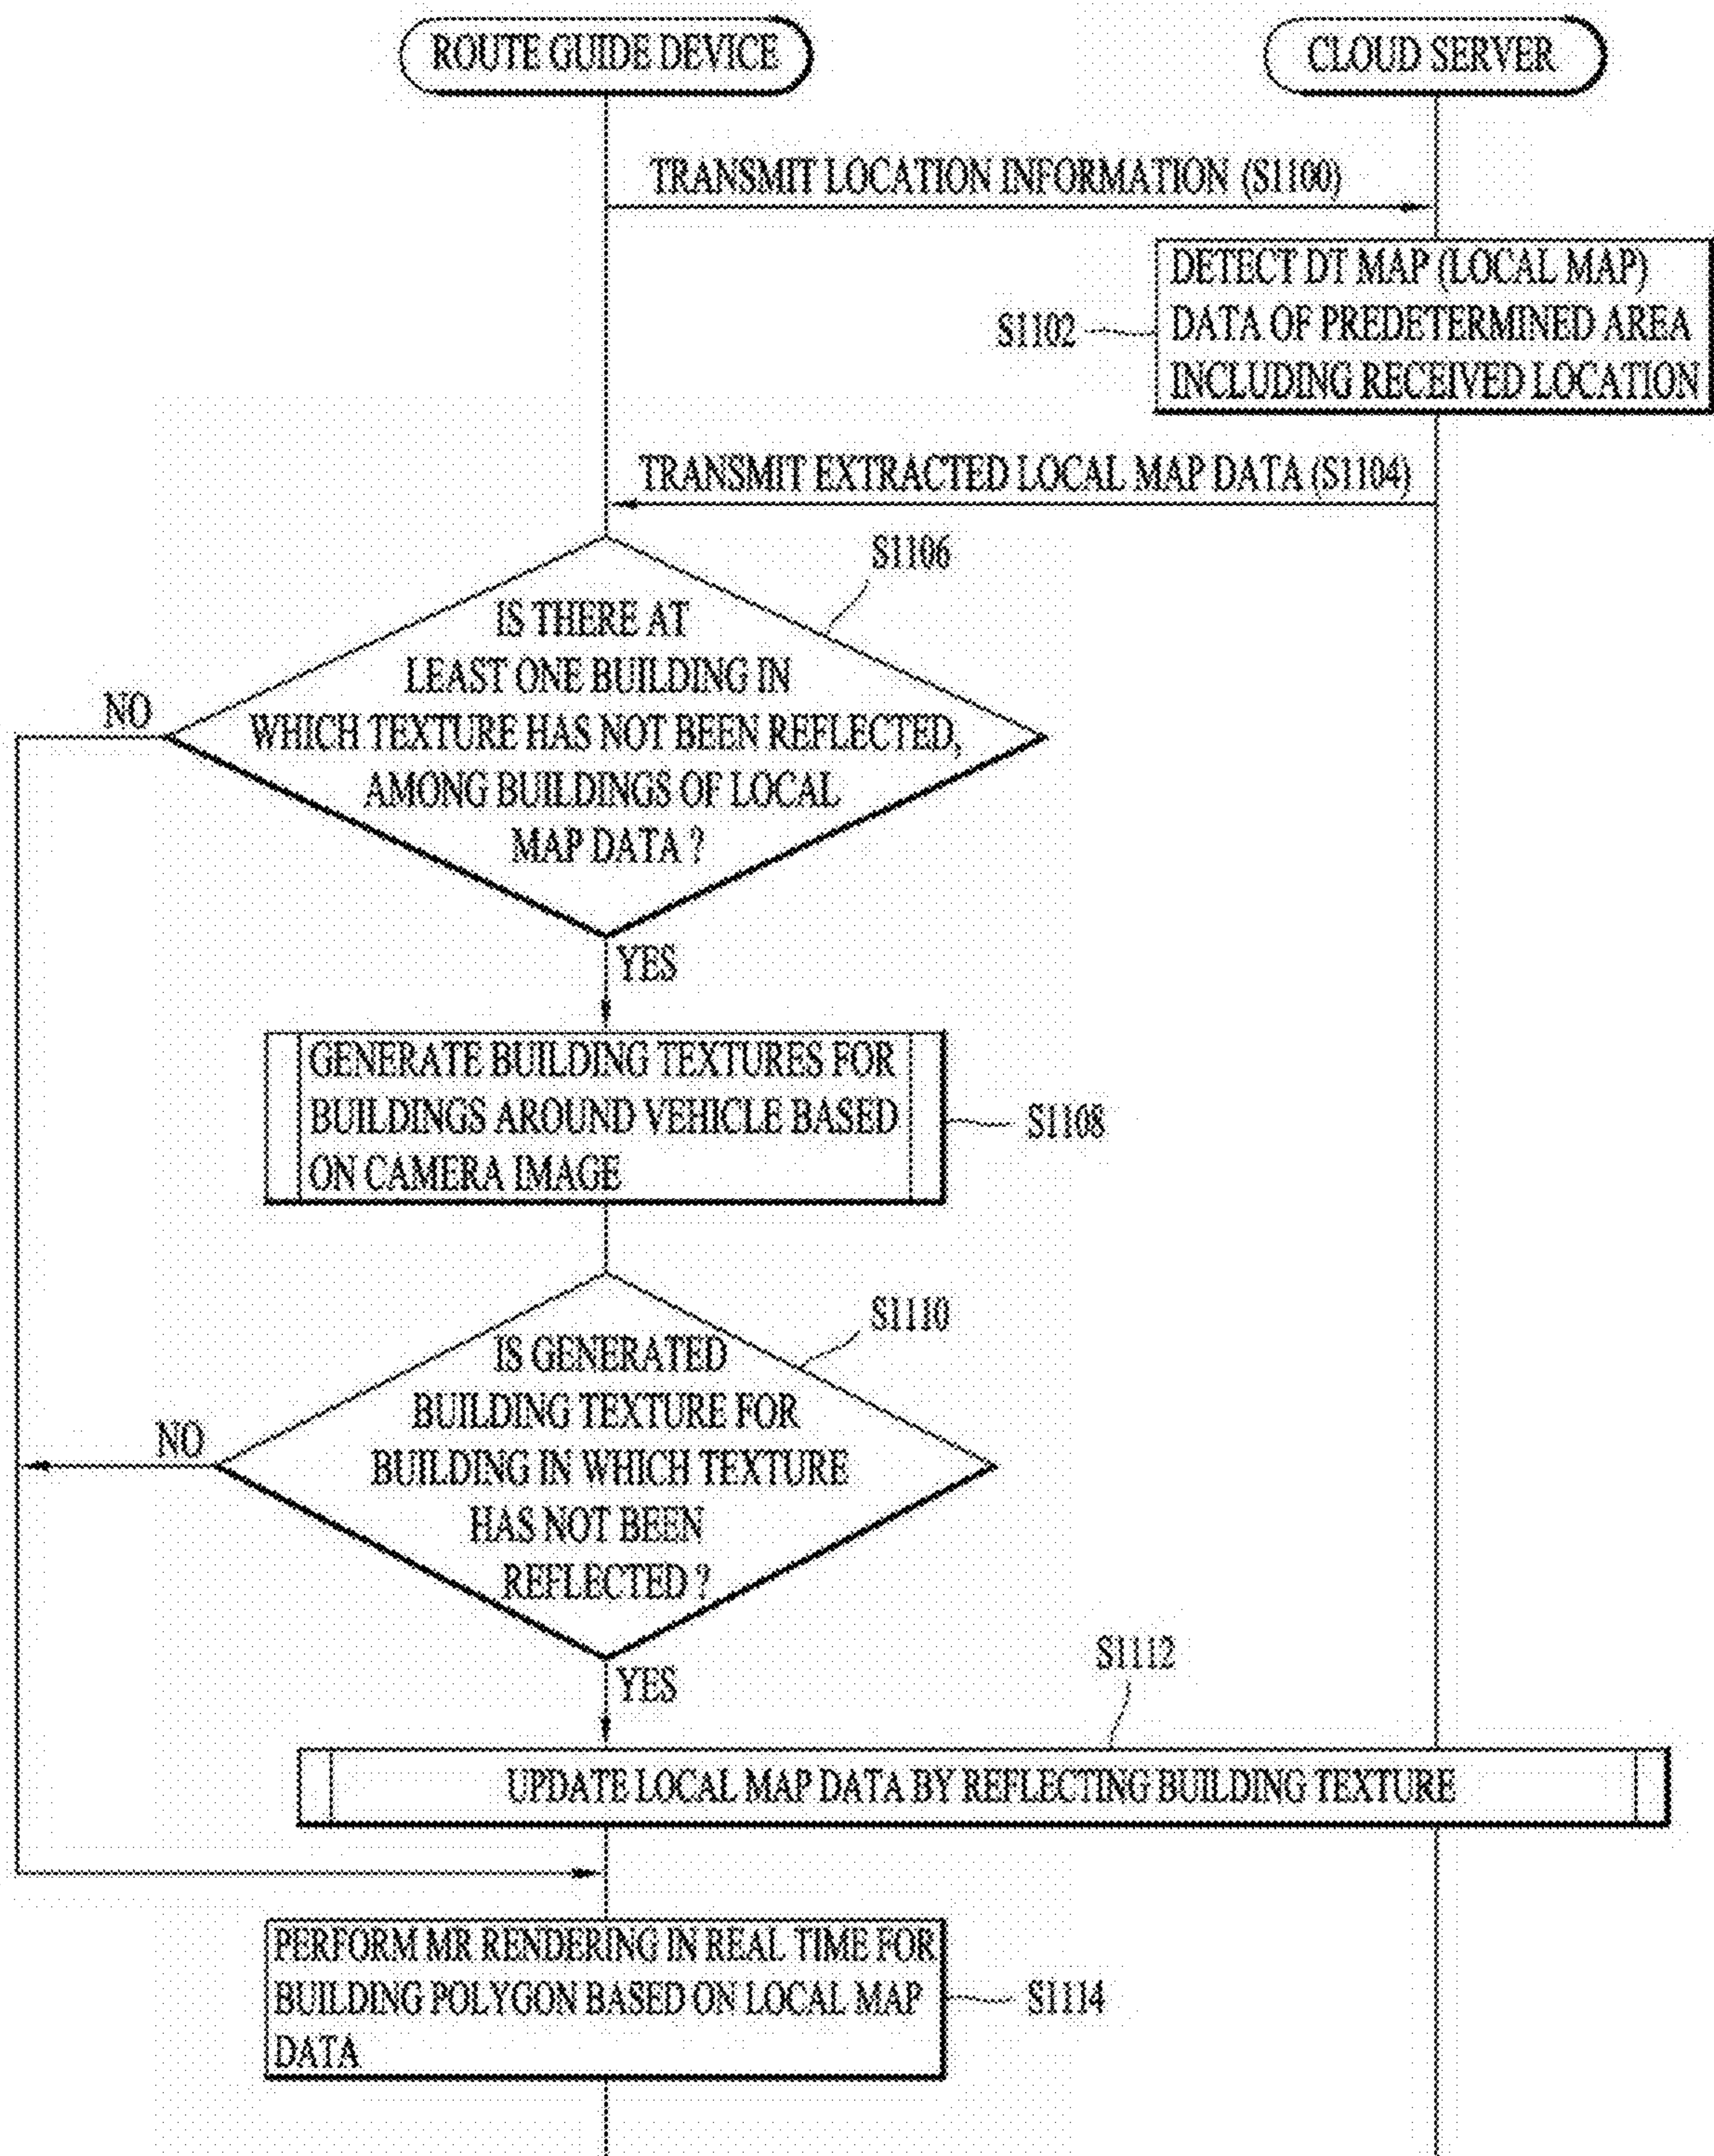 ROUTE GUIDE DEVICE
CLOUD SERVER
TRANSMIT LOCATION INFORMATION (S1100)
DETECT DT MAP (LOCAL MAP)
DATA OF PREDETERMINED AREA
INCLUDING RECEIVED LOCATION
S1102
TRANSMIT EXTRACTED LOCAL MAP DATA (S1104)
S1106
IS THERE AT
LEAST ONE BUILDING IN
WHICH TEXTURE HAS NOT BEEN REFLECTED,
AMONG BUILDINGS OF LOCAL
MAP DATA ?
NO
YES
GENERATE BUILDING TEXTURES FOR
BUILDINGS AROUND VEHICLE BASED
ON CAMERA IMAGE
S1108
S1110
IS GENERATED
BUILDING TEXTURE FOR
BUILDING IN WHICH TEXTURE
HAS NOT BEEN
REFLECTED ?
NO
YES
S1112
UPDATE LOCAL MAP DATA BY REFLECTING BUILDING TEXTURE
PERFORM MR RENDERING IN REAL TIME FOR
BUILDING POLYGON BASED ON LOCAL MAP
DATA
S1114